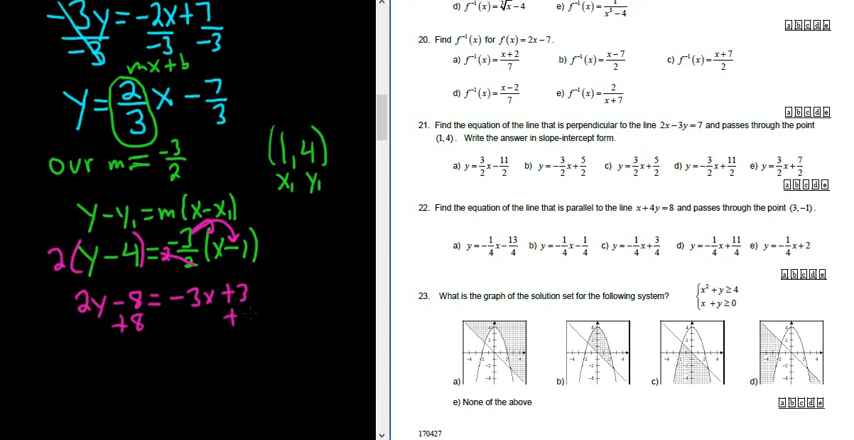 -3y = -2x + 7
-3 -3 -3
mx+b
y = 2/3 x - 7/3
our m = -3/2
(1, 4)
x₁ y₁
y - y₁ = m(x - x₁)
2(y - 4) = 2 · -3/2 (x - 1)
2y - 8 = -3x + 3
+8 +
d) f⁻¹(x) = ∛x - 4 e) f⁻¹(x) = 1/(x³ - 4)
a b c d e
20. Find f⁻¹(x) for f(x) = 2x - 7.
a) f⁻¹(x) = (x+2)/7 b) f⁻¹(x) = (x-7)/2 c) f⁻¹(x) = (x+7)/2
d) f⁻¹(x) = (x-2)/7 e) f⁻¹(x) = 2/(x+7)
a b c d e
21. Find the equation of the line that is perpendicular to the line 2x - 3y = 7 and passes through the point
(1, 4). Write the answer in slope-intercept form.
a) y = 3/2 x - 11/2 b) y = -3/2 x + 5/2 c) y = 3/2 x + 5/2 d) y = -3/2 x + 11/2 e) y = 3/2 x + 7/2
a b c d e
22. Find the equation of the line that is parallel to the line x + 4y = 8 and passes through the point (3, -1).
a) y = -1/4 x - 13/4 b) y = -1/4 x - 1/4 c) y = -1/4 x + 3/4 d) y = -1/4 x + 11/4 e) y = -1/4 x + 2
a b c d e
23. What is the graph of the solution set for the following system? { x² + y ≥ 4
x + y ≥ 0
a) b) c) d)
e) None of the above
a b c d e
170427